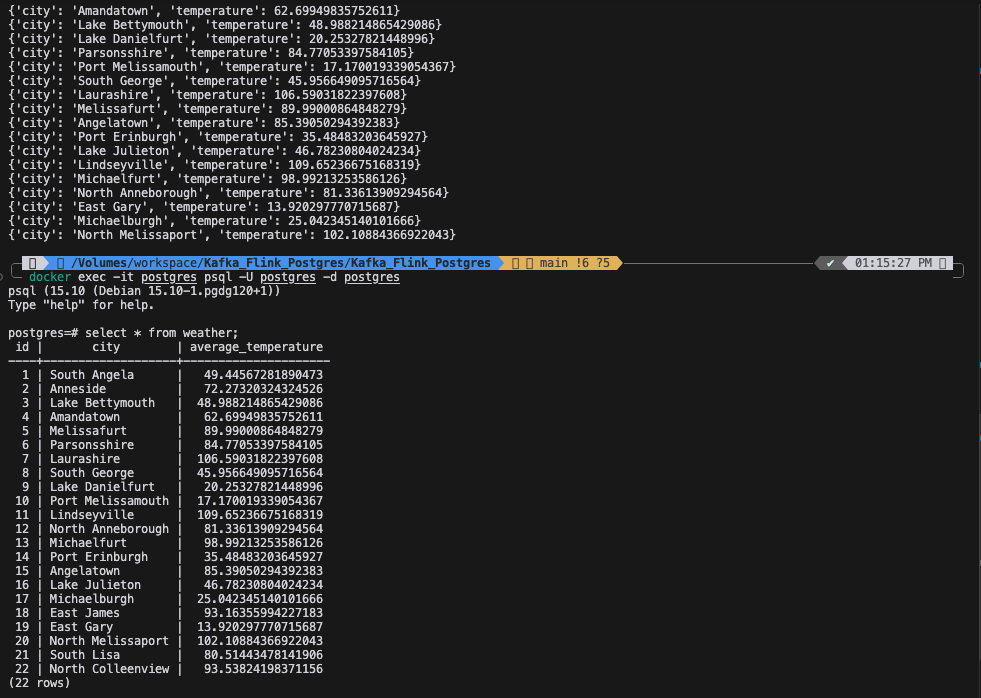 {'city': 'Amandatown', 'temperature': 62.69949835752611}
{'city': 'Lake Bettymouth', 'temperature': 48.988214865429086}
{'city': 'Lake Danielfurt', 'temperature': 20.25327821448996}
{'city': 'Parsonsshire', 'temperature': 84.77053397584105}
{'city': 'Port Melissamouth', 'temperature': 17.170019339054367}
{'city': 'South George', 'temperature': 45.956649095716564}
{'city': 'Laurashire', 'temperature': 106.59031822397608}
{'city': 'Melissafurt', 'temperature': 89.99000864848279}
{'city': 'Angelatown', 'temperature': 85.39050294392383}
{'city': 'Port Erinburgh', 'temperature': 35.48483203645927}
{'city': 'Lake Julieton', 'temperature': 46.78230804024234}
{'city': 'Lindseyville', 'temperature': 109.65236675168319}
{'city': 'Michaelfurt', 'temperature': 98.99213253586126}
{'city': 'North Anneborough', 'temperature': 81.33613909294564}
{'city': 'East Gary', 'temperature': 13.920297770715687}
{'city': 'Michaelburgh', 'temperature': 25.042345140101666}
{'city': 'North Melissaport', 'temperature': 102.10884366922043}
/Volumes/workspace/Kafka_Flink_Postgres/Kafka_Flink_Postgres main !6 ?5 ✔ 01:15:27 PM
docker exec -it postgres psql -U postgres -d postgres
psql (15.10 (Debian 15.10-1.pgdg120+1))
Type "help" for help.
postgres=# select * from weather;
id | city | average_temperature
----+-------------------+---------------------
1 | South Angela | 49.44567281890473
2 | Anneside | 72.27320324324526
3 | Lake Bettymouth | 48.988214865429086
4 | Amandatown | 62.69949835752611
5 | Melissafurt | 89.99000864848279
6 | Parsonsshire | 84.77053397584105
7 | Laurashire | 106.59031822397608
8 | South George | 45.956649095716564
9 | Lake Danielfurt | 20.25327821448996
10 | Port Melissamouth | 17.170019339054367
11 | Lindseyville | 109.65236675168319
12 | North Anneborough | 81.33613909294564
13 | Michaelfurt | 98.99213253586126
14 | Port Erinburgh | 35.48483203645927
15 | Angelatown | 85.39050294392383
16 | Lake Julieton | 46.78230804024234
17 | Michaelburgh | 25.042345140101666
18 | East James | 93.16355994227183
19 | East Gary | 13.920297770715687
20 | North Melissaport | 102.10884366922043
21 | South Lisa | 80.51443478141906
22 | North Colleenview | 93.53824198371156
(22 rows)